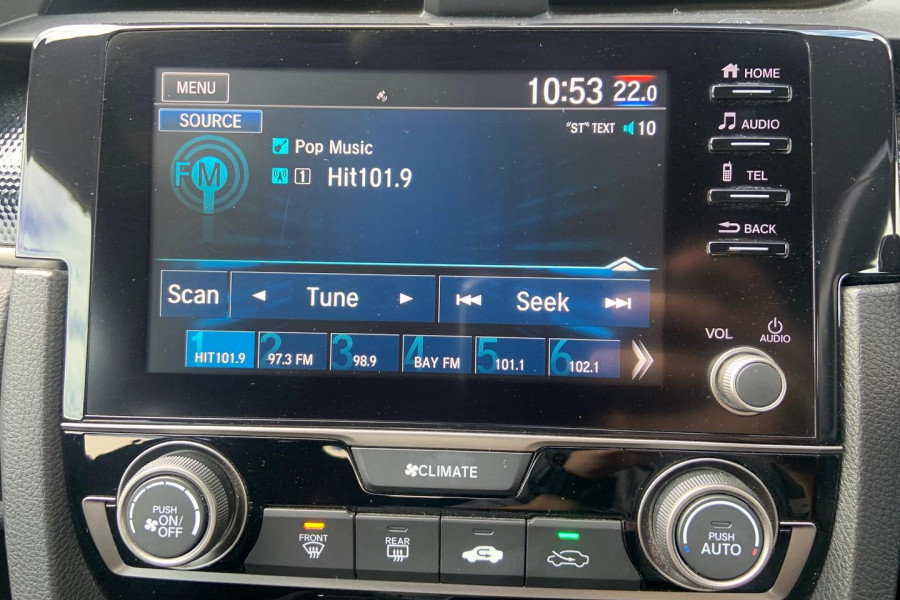 MENU
10:53 22.0
SOURCE
"ST" TEXT 10
FM
Pop Music
1 Hit101.9
Scan Tune Seek
1 HIT101.9
2 97.3 FM
3 98.9
4 BAY FM
5 101.1
6 102.1
HOME
AUDIO
TEL
BACK
VOL AUDIO
CLIMATE
PUSH
ON/
OFF
FRONT
REAR
PUSH
AUTO